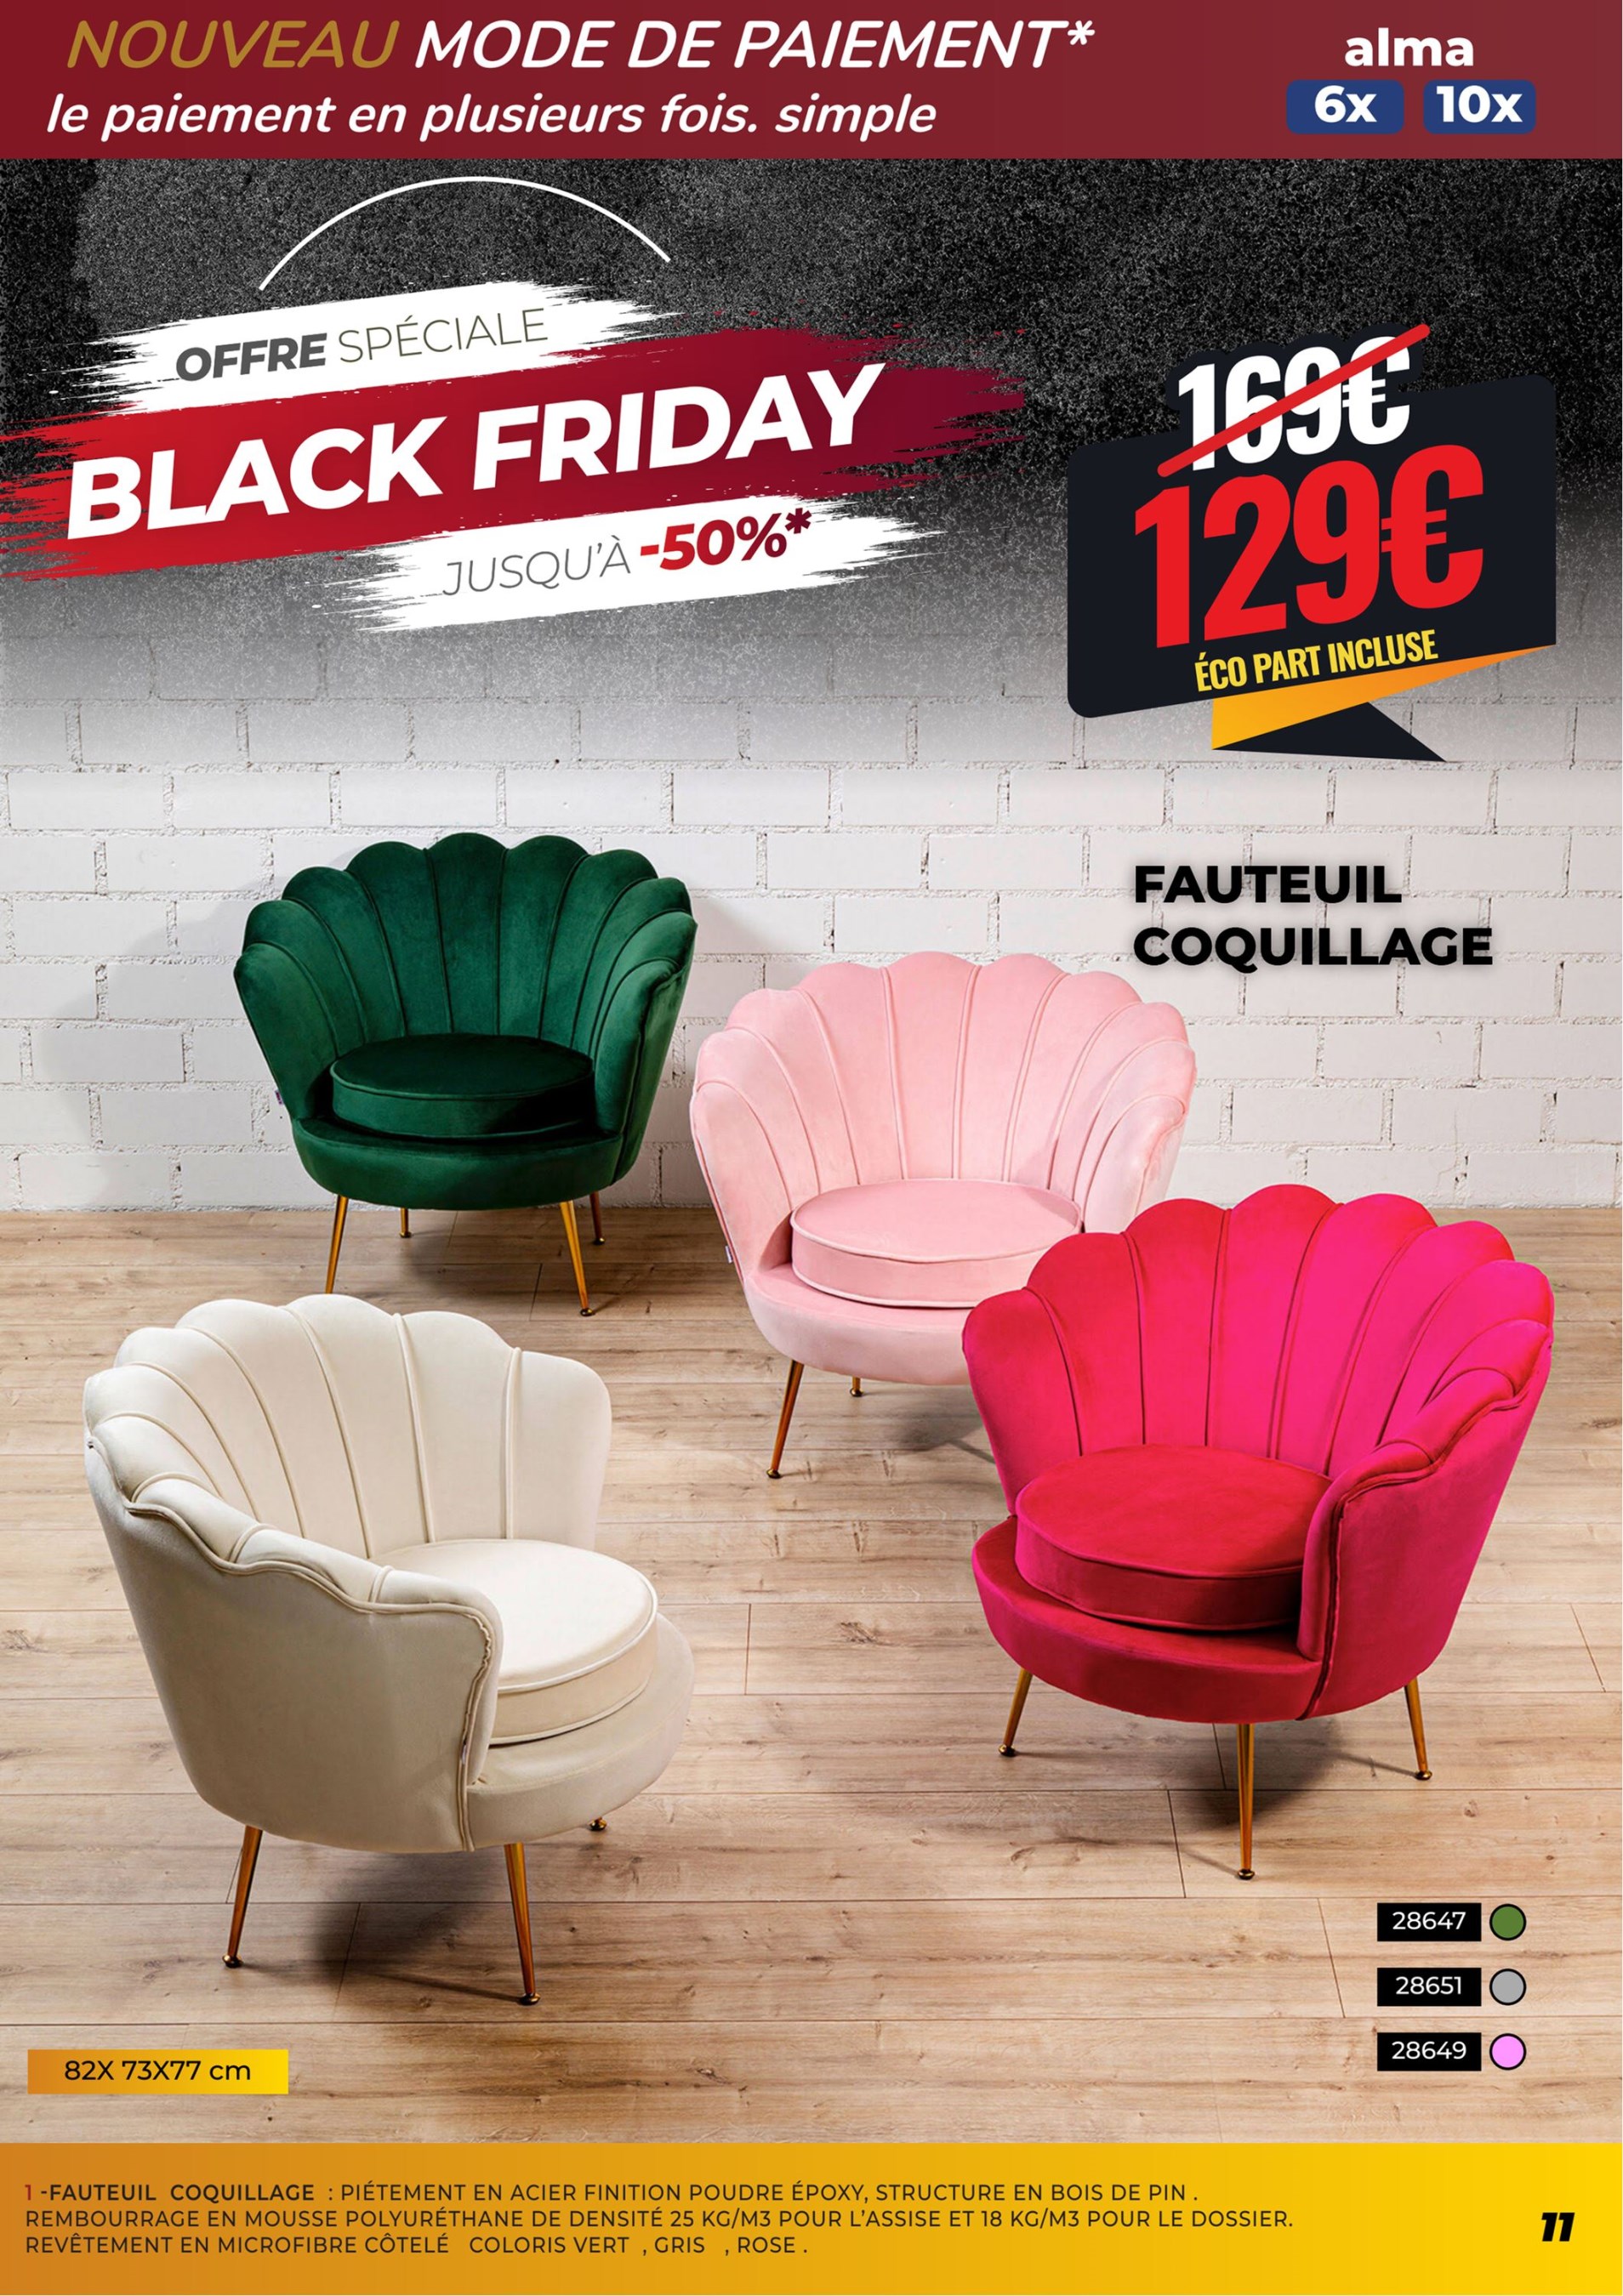 NOUVEAU MODE DE PAIEMENT*
le paiement en plusieurs fois. simple
alma
6x 10x
OFFRE SPÉCIALE
BLACK FRIDAY
JUSQU'À -50%*
169€
129€
ÉCO PART INCLUSE
FAUTEUIL
COQUILLAGE
28647
28651
28649
82X 73X77 cm
1 -FAUTEUIL COQUILLAGE : PIÉTEMENT EN ACIER FINITION POUDRE ÉPOXY, STRUCTURE EN BOIS DE PIN .
REMBOURRAGE EN MOUSSE POLYURÉTHANE DE DENSITÉ 25 KG/M3 POUR L'ASSISE ET 18 KG/M3 POUR LE DOSSIER.
REVÊTEMENT EN MICROFIBRE CÔTELÉ COLORIS VERT , GRIS , ROSE .
11